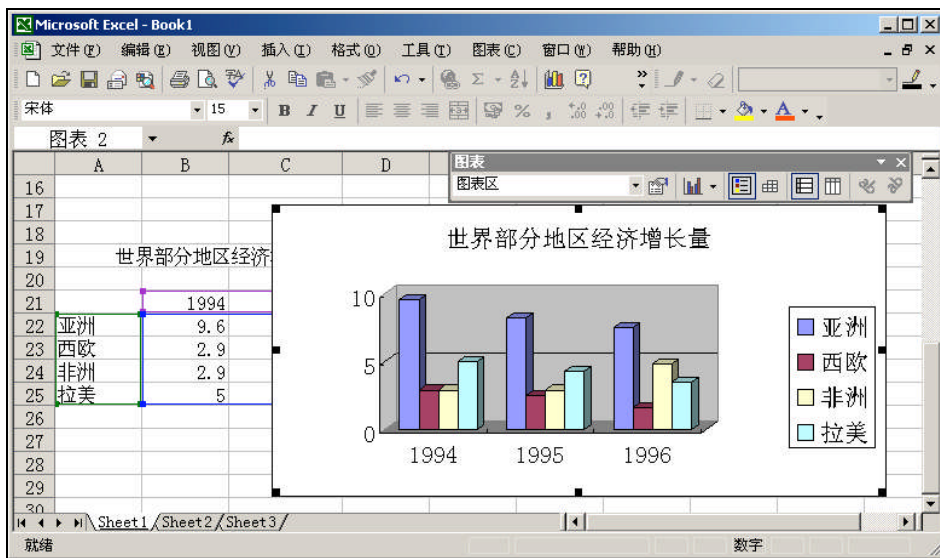 Microsoft Excel - Book1
文件(F) 编辑(E) 视图(V) 插入(I) 格式(O) 工具(T) 图表(C) 窗口(W) 帮助(H)
宋体 15 B I U
图表 2 fx
A B C D
图表
图表区
16
17
18
19 世界部分地区经济
20
21 1994
22 亚洲 9.6
23 西欧 2.9
24 非洲 2.9
25 拉美 5
26
27
28
29
30
世界部分地区经济增长量
10
5
0
1994 1995 1996
亚洲
西欧
非洲
拉美
Sheet1 Sheet2 Sheet3
就绪 数字